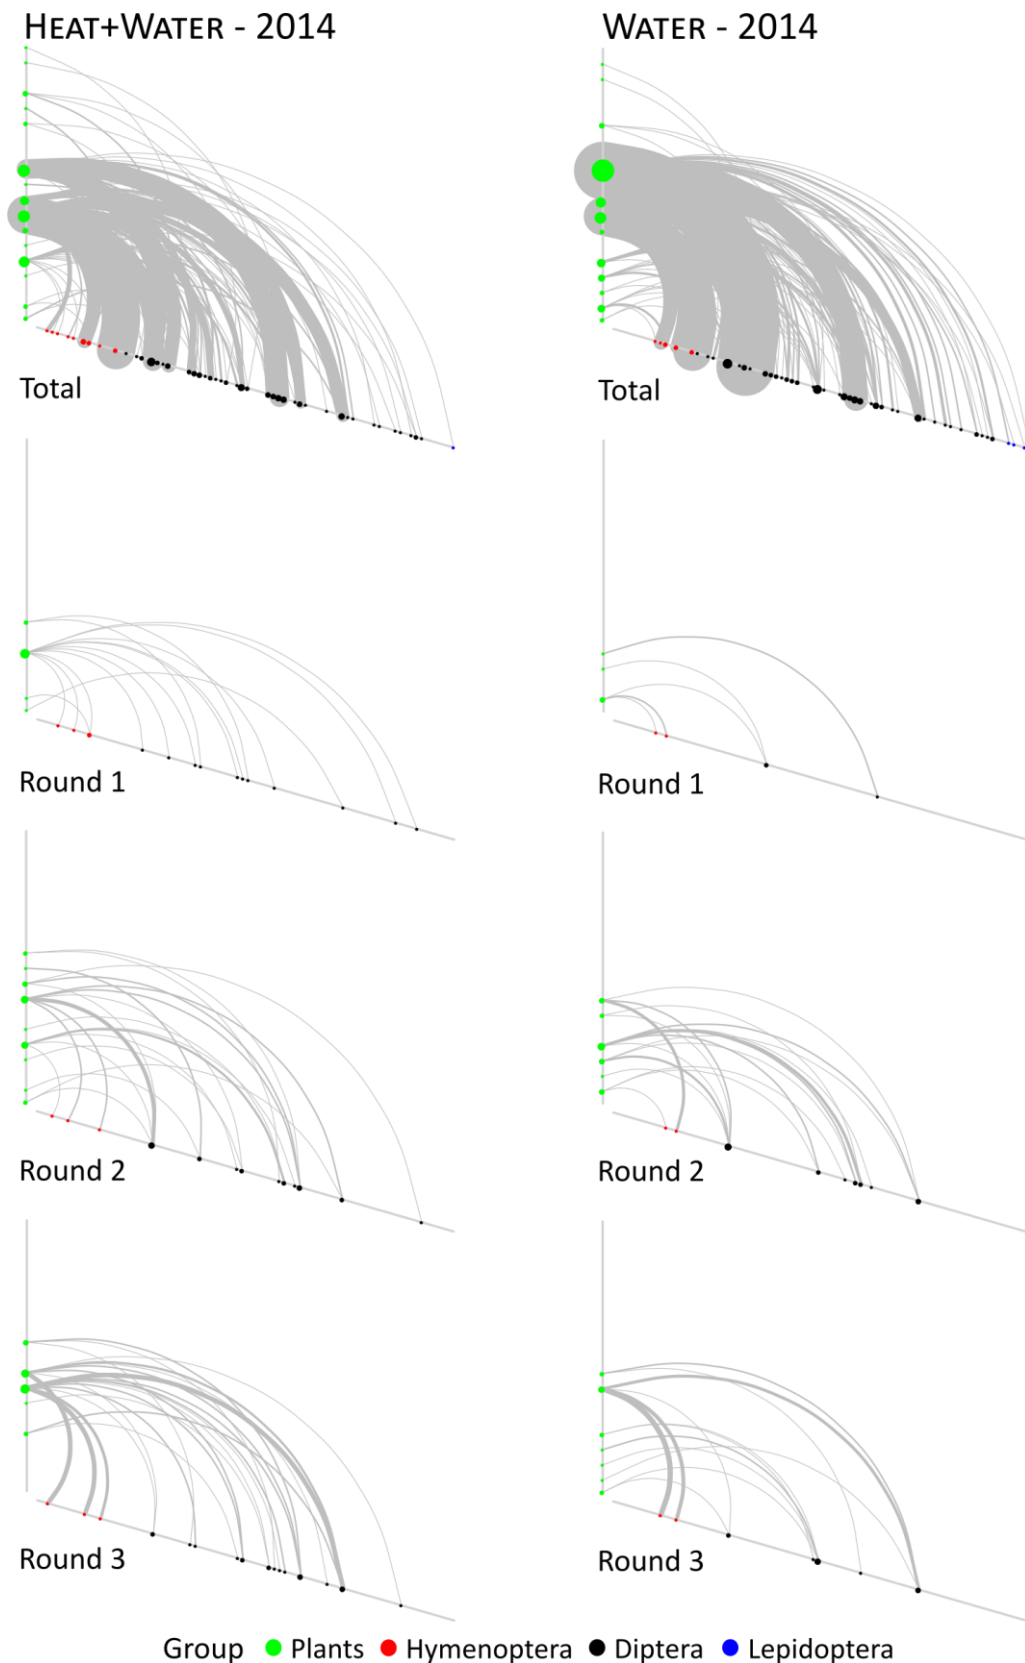 HEAT+WATER - 2014
WATER - 2014
Total
Total
Round 1
Round 1
Round 2
Round 2
Round 3
Round 3
Group Plants Hymenoptera Diptera Lepidoptera